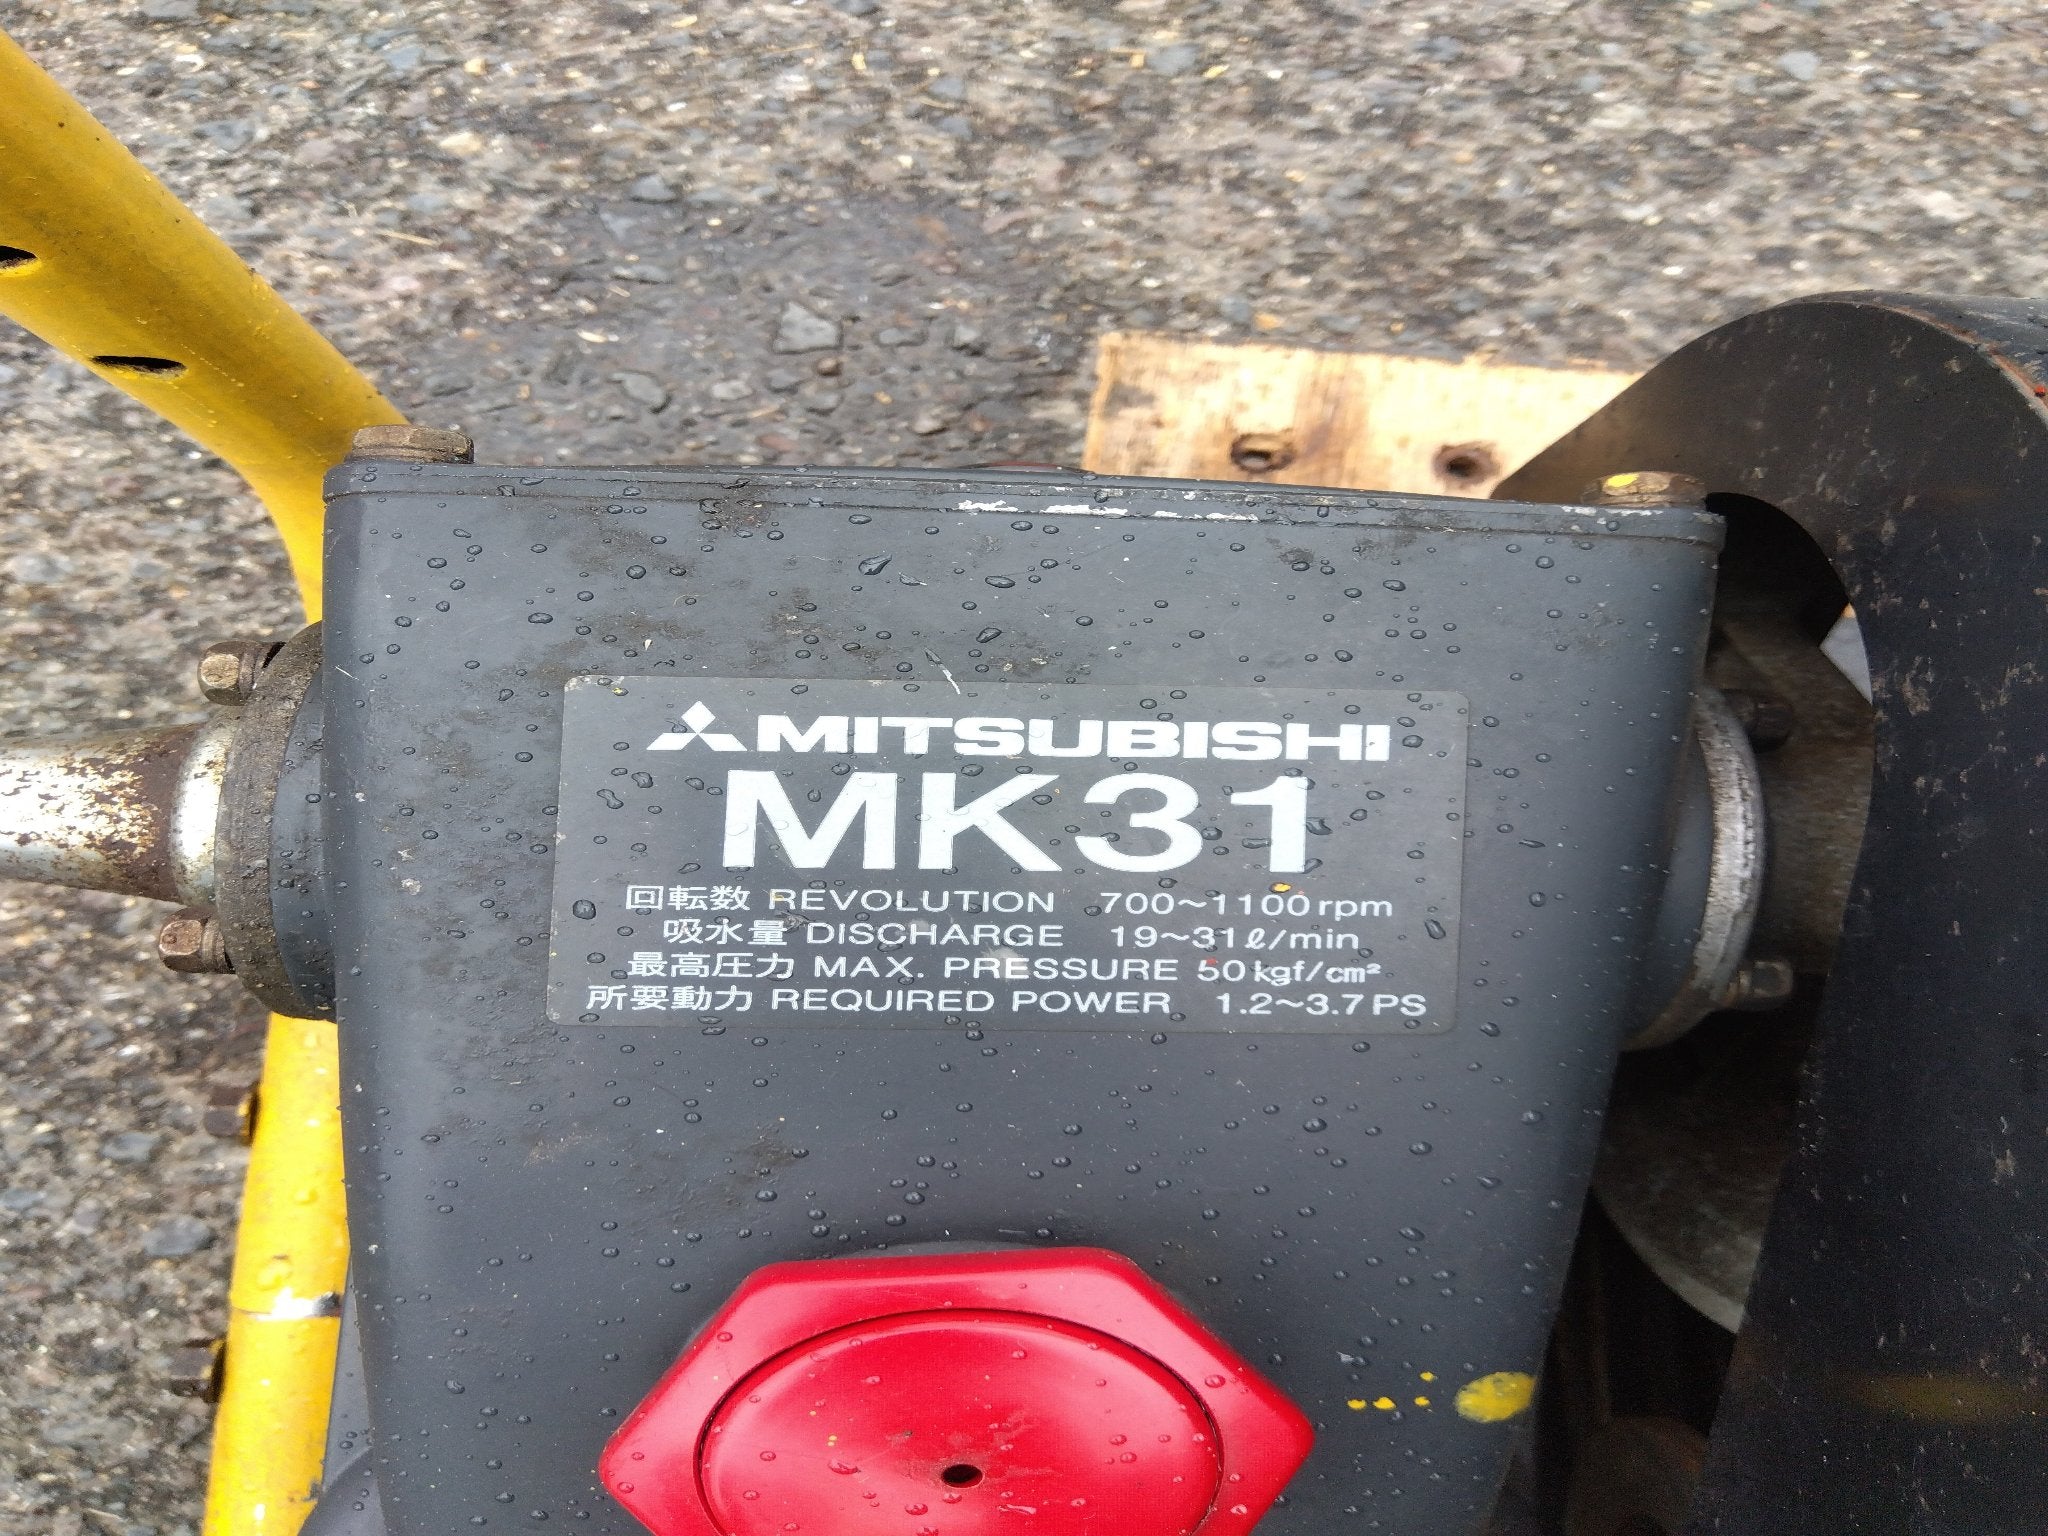 MITSUBISHI
MK31
回転数 REVOLUTION 700~1100rpm
吸水量 DISCHARGE 19~31ℓ/min
最高圧力 MAX. PRESSURE 50kgf/cm²
所要動力 REQUIRED POWER 1.2~3.7PS